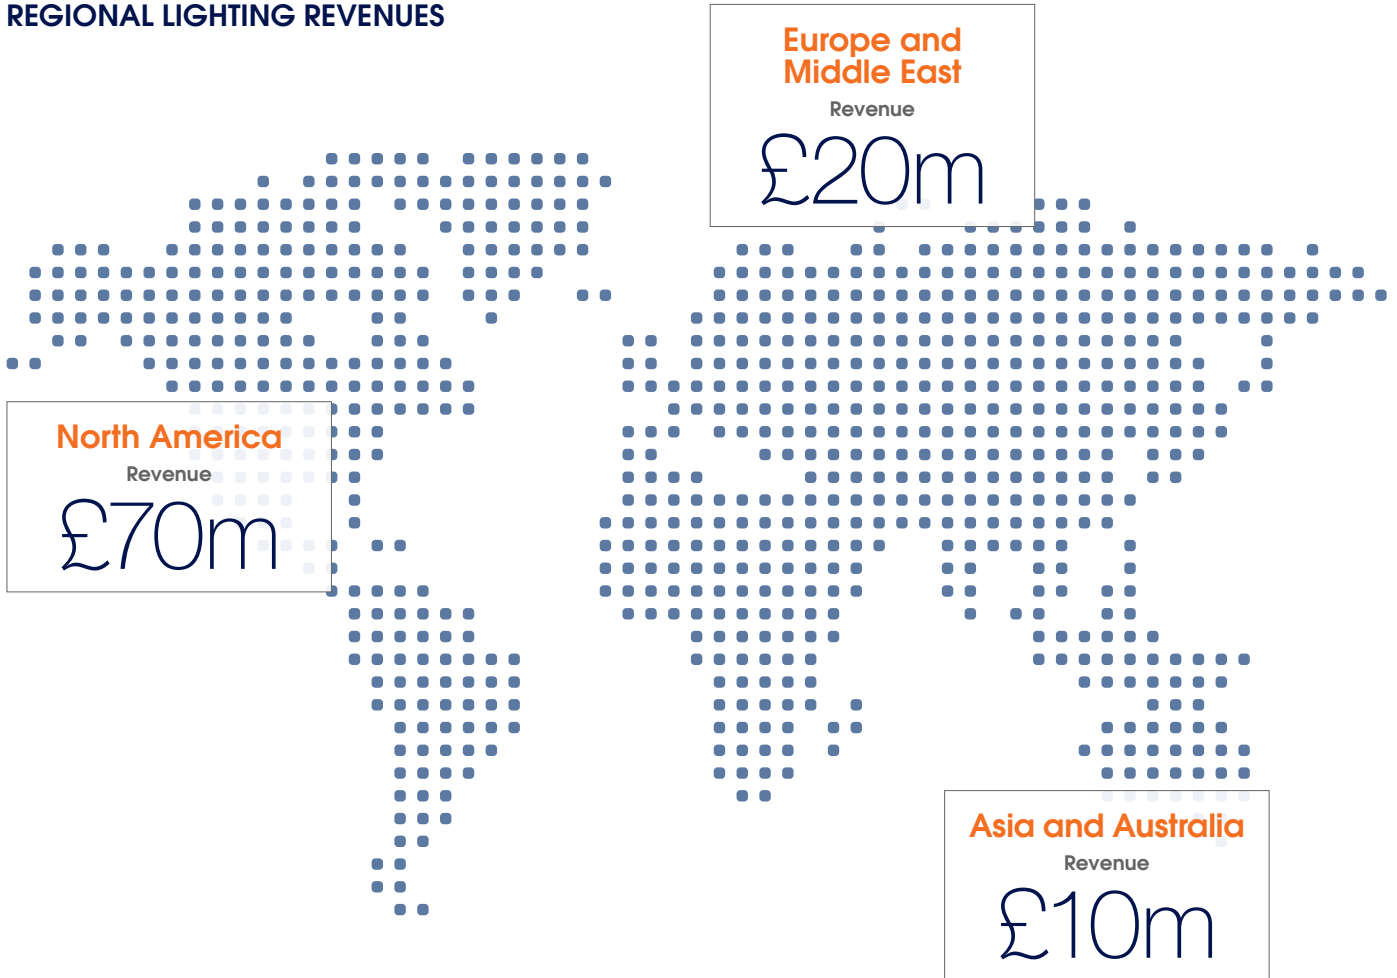 REGIONAL LIGHTING REVENUES
Europe and
Middle East
Revenue
£20m
North America
Revenue
£70m
Asia and Australia
Revenue
£10m